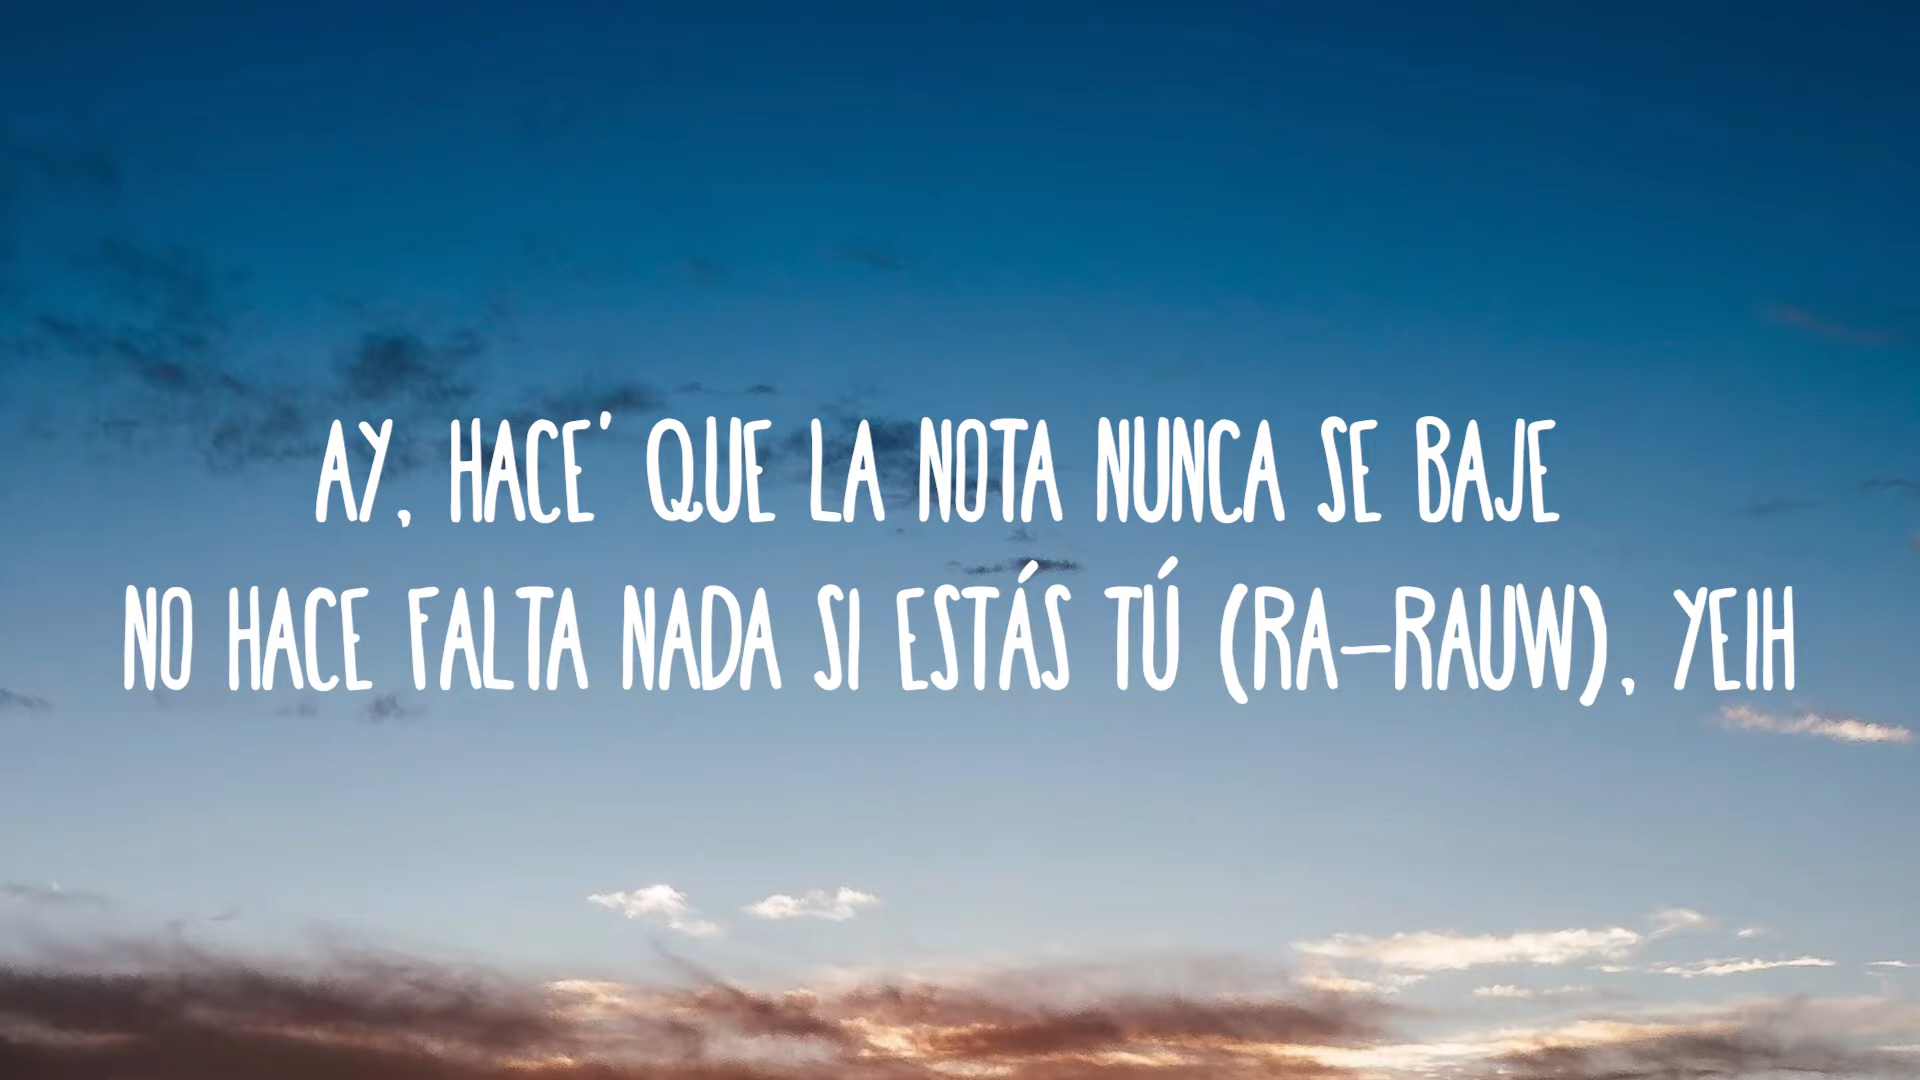 AY, HACE' QUE LA NOTA NUNCA SE BAJE
NO HACE FALTA NADA SI ESTÁS TÚ (RA-RAUW), YEIH